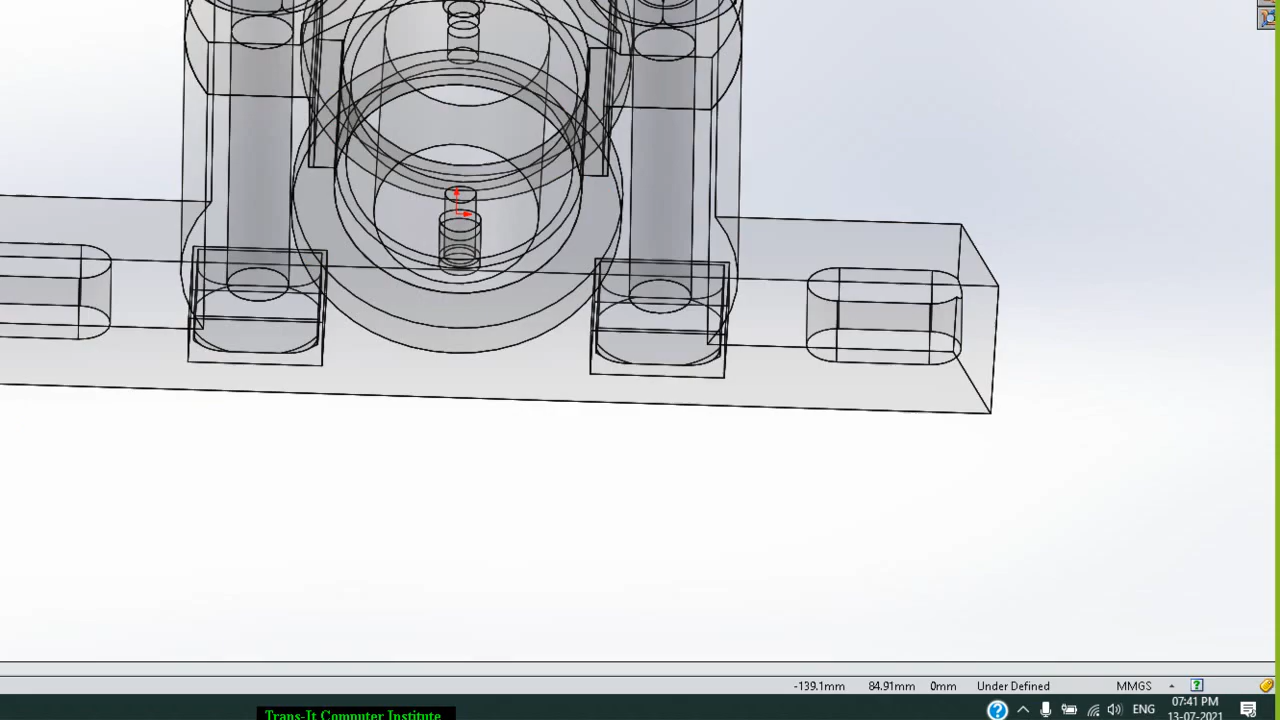 -139.1mm 84.91mm 0mm Under Defined MMGS
Trans-It Computer Institute
ENG 07:41 PM
13-07-2021